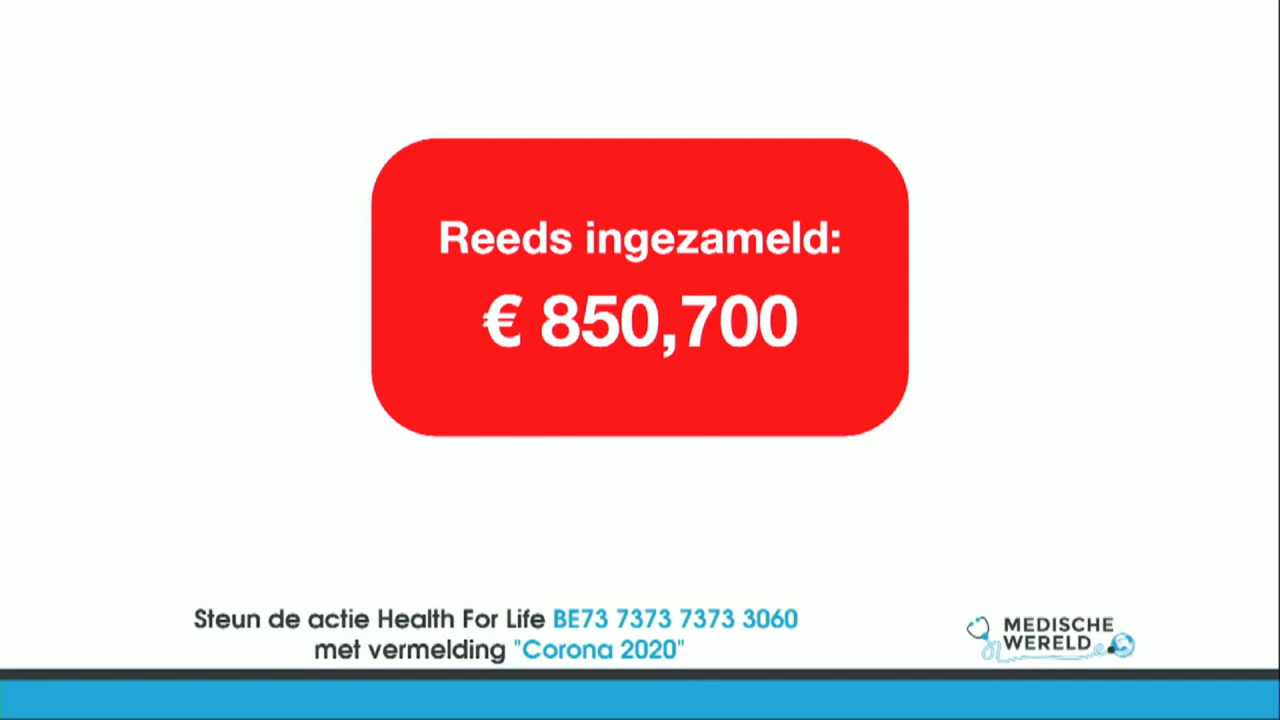 Reeds ingezameld:
€ 850,700
Steun de actie Health For Life BE73 7373 7373 3060
met vermelding "Corona 2020"
MEDISCHE
WERELD